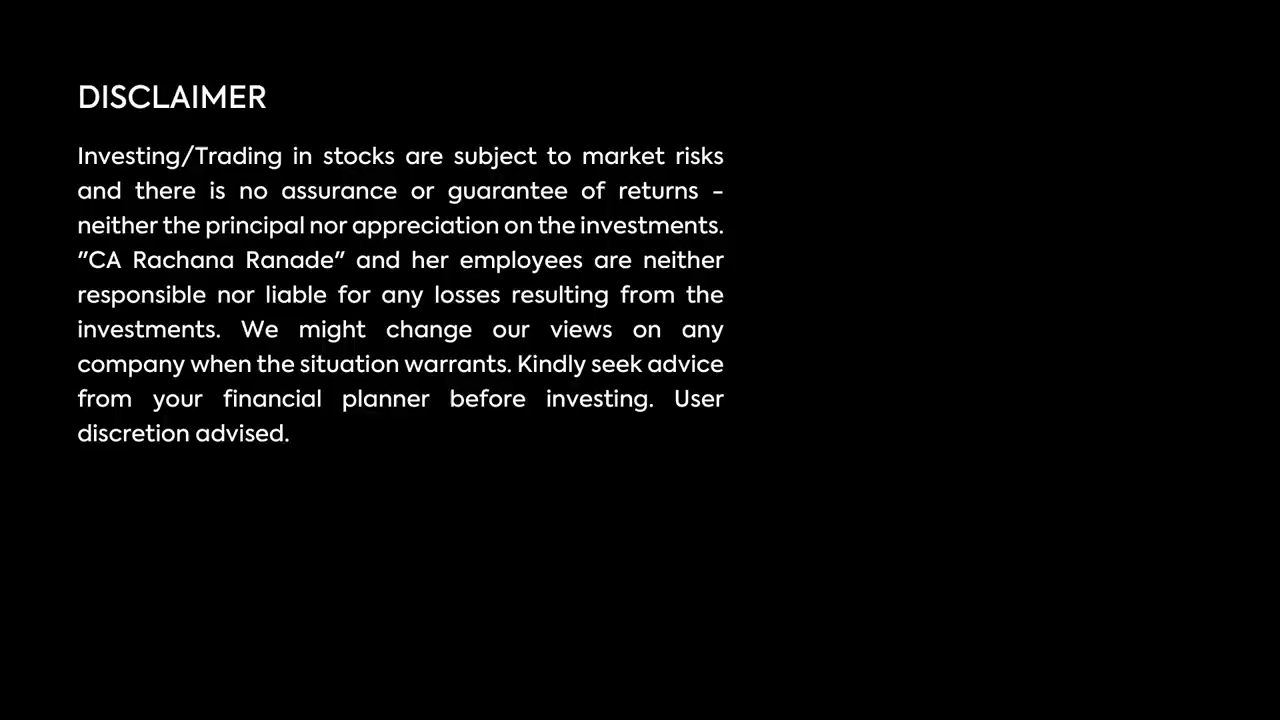 DISCLAIMER
Investing/Trading in stocks are subject to market risks
and there is no assurance or guarantee of returns -
neither the principal nor appreciation on the investments.
"CA Rachana Ranade" and her employees are neither
responsible nor liable for any losses resulting from the
investments. We might change our views on any
company when the situation warrants. Kindly seek advice
from your financial planner before investing. User
discretion advised.